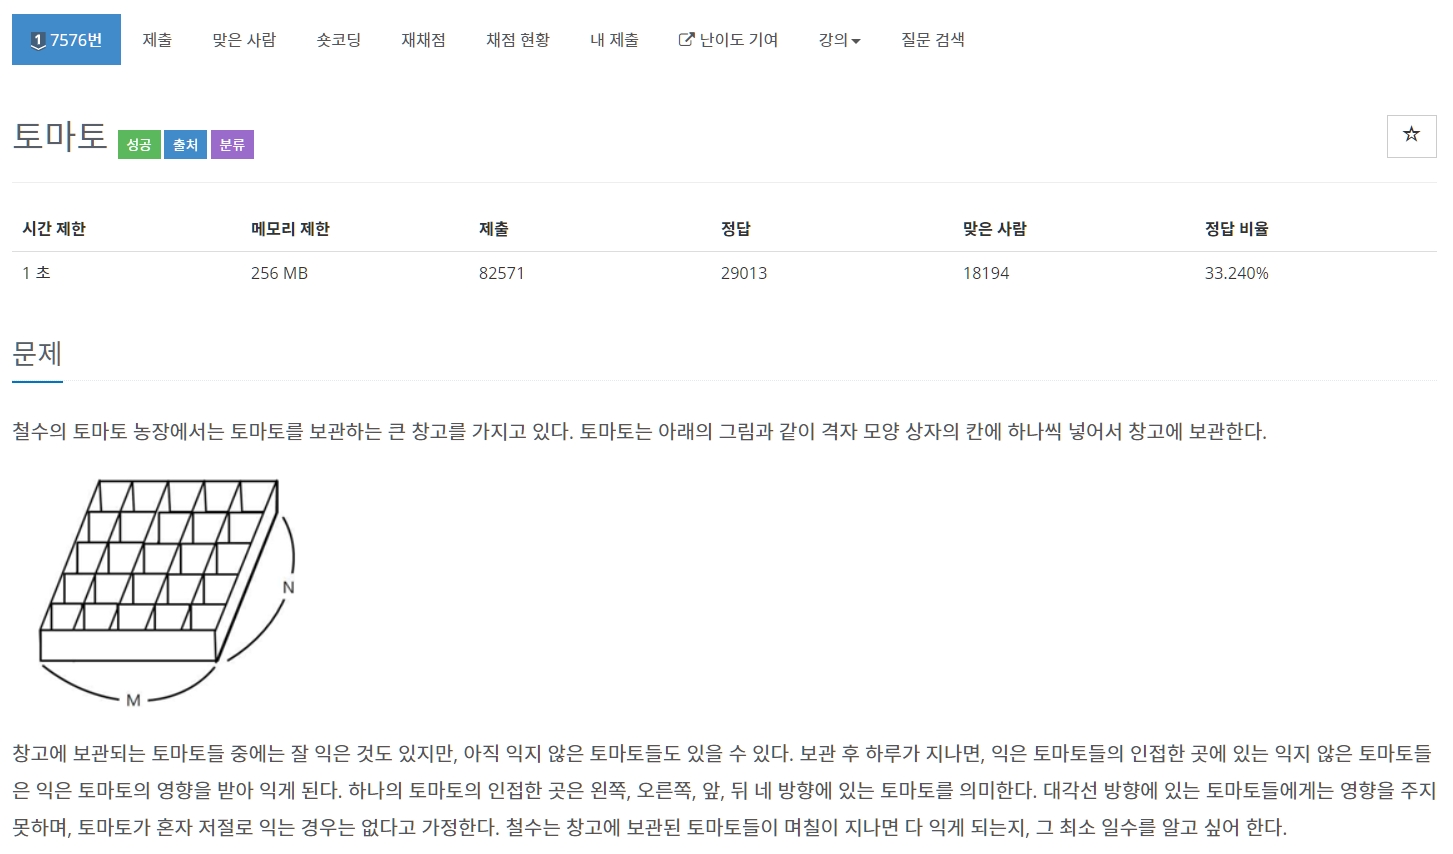 1 7576번 제출 맞은 사람 숏코딩 재채점 채점 현황 내 제출 난이도 기여 강의 질문 검색
토마토 성공 출처 분류
시간 제한 메모리 제한 제출 정답 맞은 사람 정답 비율
1 초 256 MB 82571 29013 18194 33.240%
문제
철수의 토마토 농장에서는 토마토를 보관하는 큰 창고를 가지고 있다. 토마토는 아래의 그림과 같이 격자 모양 상자의 칸에 하나씩 넣어서 창고에 보관한다.
N
M
창고에 보관되는 토마토들 중에는 잘 익은 것도 있지만, 아직 익지 않은 토마토들도 있을 수 있다. 보관 후 하루가 지나면, 익은 토마토들의 인접한 곳에 있는 익지 않은 토마토들
은 익은 토마토의 영향을 받아 익게 된다. 하나의 토마토의 인접한 곳은 왼쪽, 오른쪽, 앞, 뒤 네 방향에 있는 토마토를 의미한다. 대각선 방향에 있는 토마토들에게는 영향을 주지
못하며, 토마토가 혼자 저절로 익는 경우는 없다고 가정한다. 철수는 창고에 보관된 토마토들이 며칠이 지나면 다 익게 되는지, 그 최소 일수를 알고 싶어 한다.